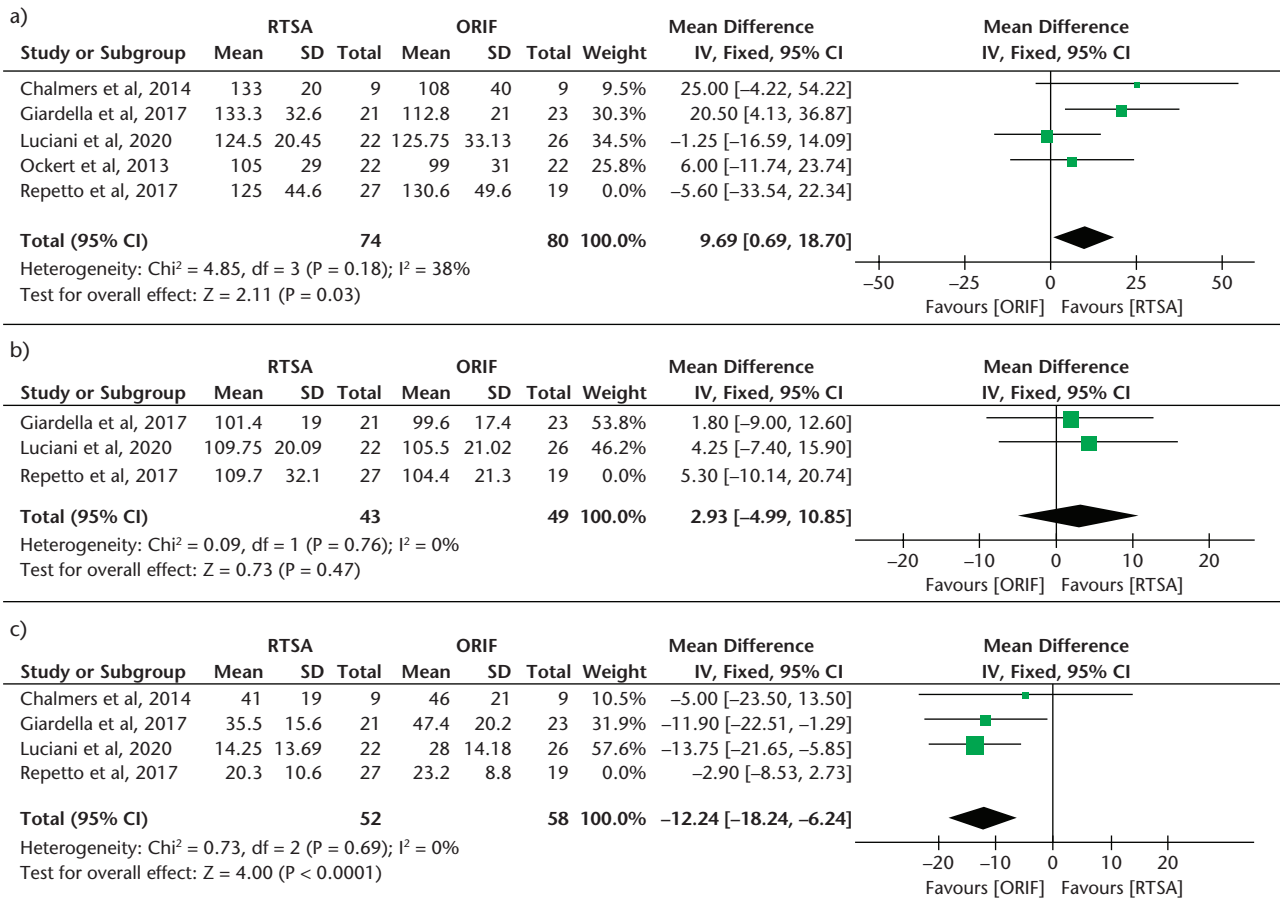 a)
RTSA ORIF Mean Difference Mean Difference
Study or Subgroup Mean SD Total Mean SD Total Weight IV, Fixed, 95% CI IV, Fixed, 95% CI
Chalmers et al, 2014 133 20 9 108 40 9 9.5% 25.00 [–4.22, 54.22]
Giardella et al, 2017 133.3 32.6 21 112.8 21 23 30.3% 20.50 [4.13, 36.87]
Luciani et al, 2020 124.5 20.45 22 125.75 33.13 26 34.5% –1.25 [–16.59, 14.09]
Ockert et al, 2013 105 29 22 99 31 22 25.8% 6.00 [–11.74, 23.74]
Repetto et al, 2017 125 44.6 27 130.6 49.6 19 0.0% –5.60 [–33.54, 22.34]
Total (95% CI) 74 80 100.0% 9.69 [0.69, 18.70]
Heterogeneity: Chi² = 4.85, df = 3 (P = 0.18); I² = 38%
Test for overall effect: Z = 2.11 (P = 0.03)
–50 –25 0 25 50
Favours [ORIF] Favours [RTSA]
b)
RTSA ORIF Mean Difference Mean Difference
Study or Subgroup Mean SD Total Mean SD Total Weight IV, Fixed, 95% CI IV, Fixed, 95% CI
Giardella et al, 2017 101.4 19 21 99.6 17.4 23 53.8% 1.80 [–9.00, 12.60]
Luciani et al, 2020 109.75 20.09 22 105.5 21.02 26 46.2% 4.25 [–7.40, 15.90]
Repetto et al, 2017 109.7 32.1 27 104.4 21.3 19 0.0% 5.30 [–10.14, 20.74]
Total (95% CI) 43 49 100.0% 2.93 [–4.99, 10.85]
Heterogeneity: Chi² = 0.09, df = 1 (P = 0.76); I² = 0%
Test for overall effect: Z = 0.73 (P = 0.47)
–20 –10 0 10 20
Favours [ORIF] Favours [RTSA]
c)
RTSA ORIF Mean Difference Mean Difference
Study or Subgroup Mean SD Total Mean SD Total Weight IV, Fixed, 95% CI IV, Fixed, 95% CI
Chalmers et al, 2014 41 19 9 46 21 9 10.5% –5.00 [–23.50, 13.50]
Giardella et al, 2017 35.5 15.6 21 47.4 20.2 23 31.9% –11.90 [–22.51, –1.29]
Luciani et al, 2020 14.25 13.69 22 28 14.18 26 57.6% –13.75 [–21.65, –5.85]
Repetto et al, 2017 20.3 10.6 27 23.2 8.8 19 0.0% –2.90 [–8.53, 2.73]
Total (95% CI) 52 58 100.0% –12.24 [–18.24, –6.24]
Heterogeneity: Chi² = 0.73, df = 2 (P = 0.69); I² = 0%
Test for overall effect: Z = 4.00 (P < 0.0001)
–20 –10 0 10 20
Favours [ORIF] Favours [RTSA]